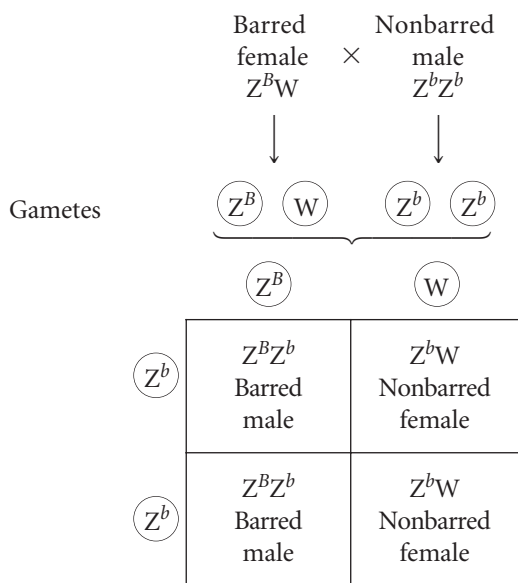 Barred Nonbarred
female × male
Z^B W Z^b Z^b
Gametes Z^B W Z^b Z^b
Z^B W
Z^b Z^B Z^b Z^b W
Barred Nonbarred
male female
Z^b Z^B Z^b Z^b W
Barred Nonbarred
male female